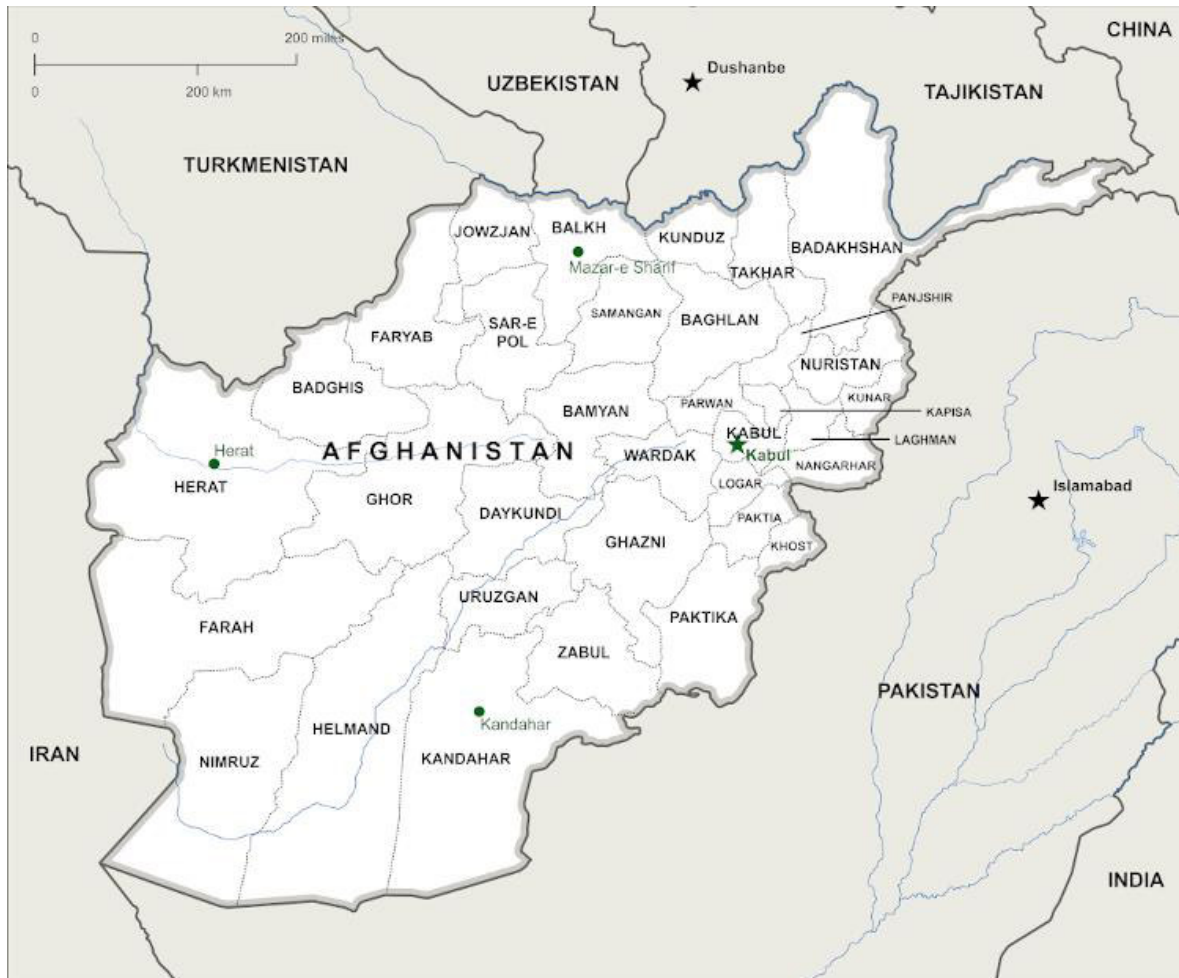 0 200 miles
0 200 km
CHINA
Dushanbe
UZBEKISTAN
TAJIKISTAN
TURKMENISTAN
JOWZJAN
BALKH
KUNDUZ
BADAKHSHAN
Mazar-e Sharif
TAKHAR
PANJSHIR
SAMANGAN
BAGHLAN
SAR-E
POL
FARYAB
NURISTAN
BADGHIS
KUNAR
PARWAN
BAMYAN
KAPISA
KABUL
LAGHMAN
Herat
AFGHANISTAN
WARDAK
Kabul
NANGARHAR
HERAT
GHOR
LOGAR
Islamabad
DAYKUNDI
PAKTIA
GHAZNI
KHOST
URUZGAN
PAKTIKA
FARAH
ZABUL
PAKISTAN
Kandahar
HELMAND
IRAN
NIMRUZ
KANDAHAR
INDIA